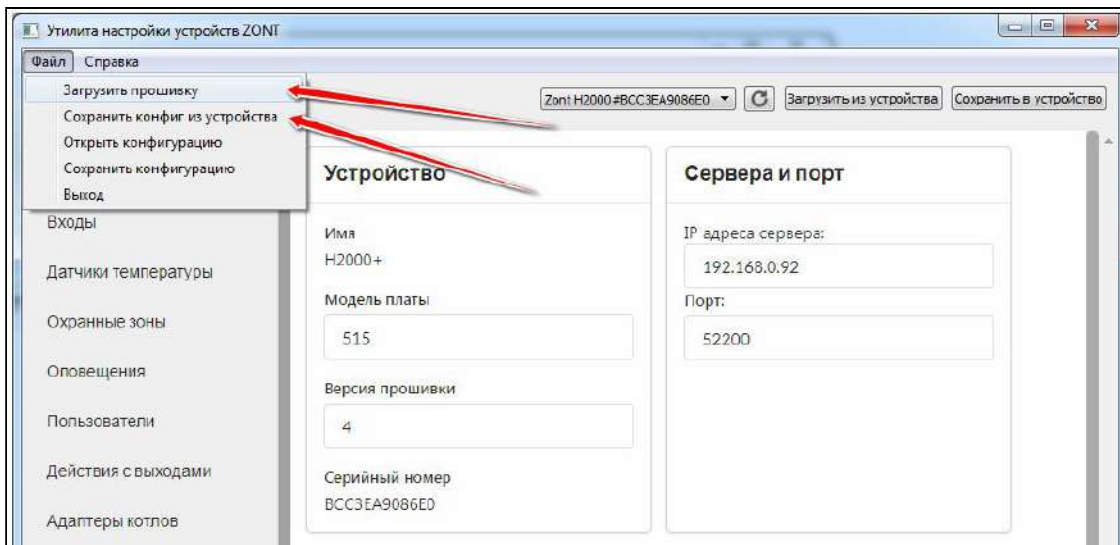 Утилита настройки устройств ZONT
Файл Справка
Загрузить прошивку
Сохранить конфиг из устройства
Открыть конфигурацию
Сохранить конфигурацию
Выход
Zont H2000 #BCC3EA9086E0 Загрузить из устройства Сохранить в устройство
Входы
Датчики температуры
Охранные зоны
Оповещения
Пользователи
Действия с выходами
Адаптеры котлов
Устройство
Имя
H2000+
Модель платы
515
Версия прошивки
4
Серийный номер
BCC3EA9086E0
Сервера и порт
IP адреса сервера:
192.168.0.92
Порт:
52200